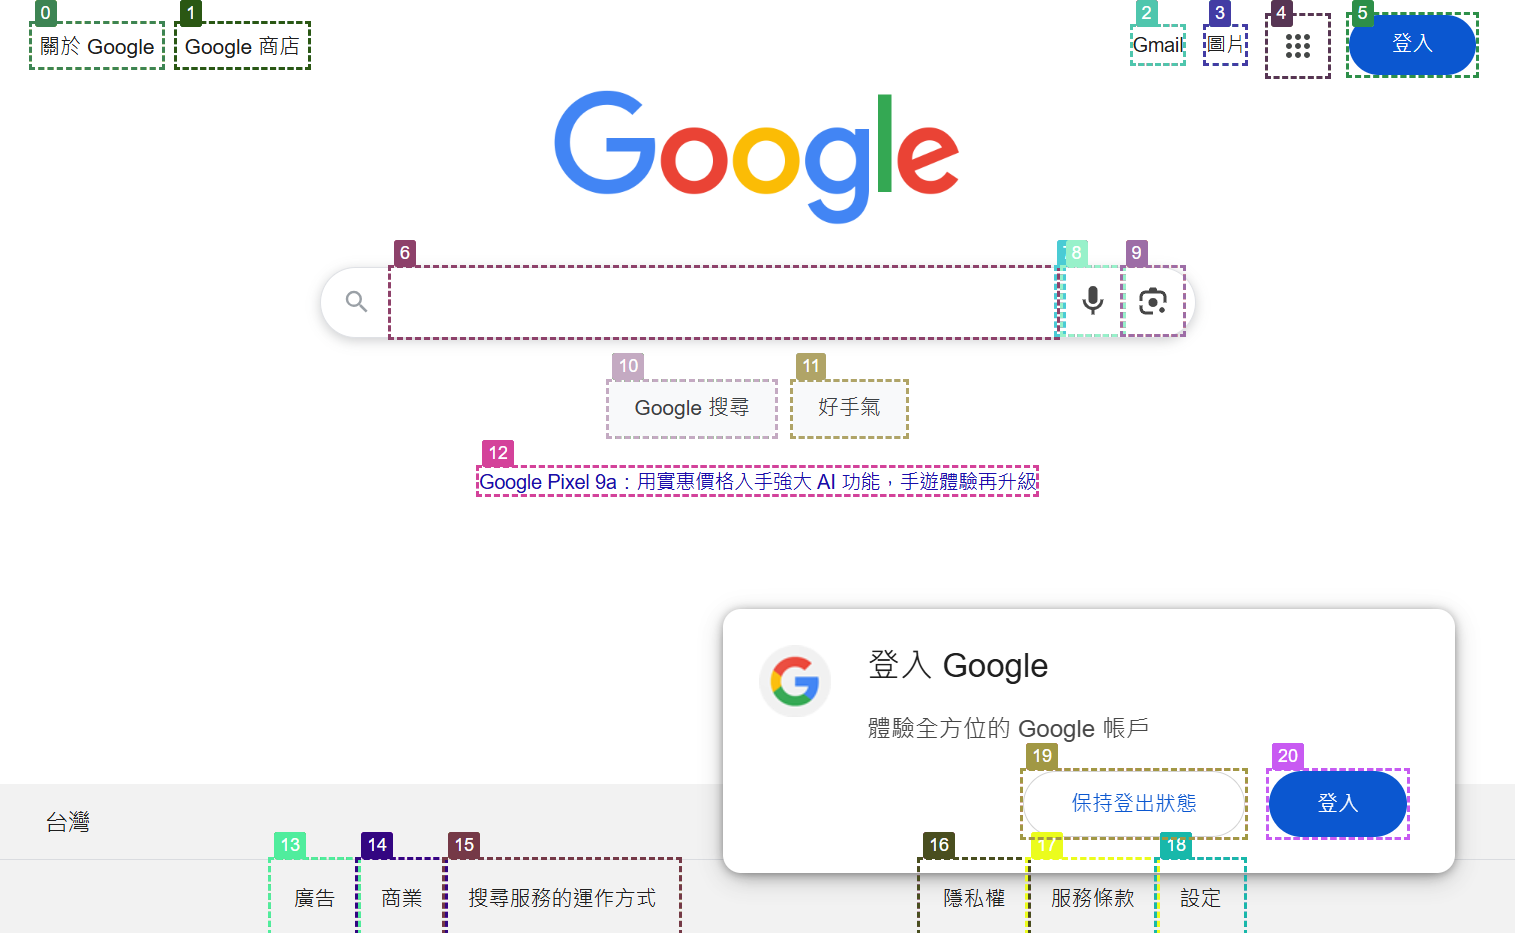 0 1 2 3 4 5
關於 Google Google 商店 Gmail 圖片 登入
Google
6 8 9
10 11
Google 搜尋 好手氣
12
Google Pixel 9a：用實惠價格入手強大 AI 功能，手遊體驗再升級
登入 Google
體驗全方位的 Google 帳戶
19 20
保持登出狀態 登入
台灣
13 14 15 16 17 18
廣告 商業 搜尋服務的運作方式 隱私權 服務條款 設定